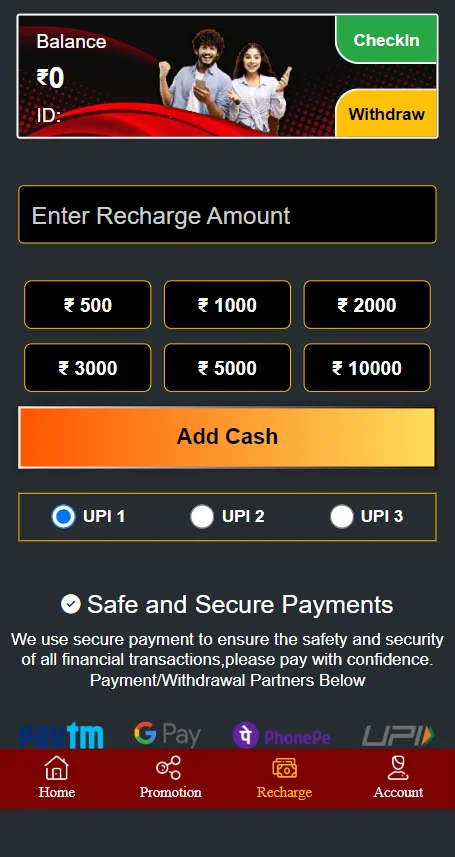 Balance
₹0
ID:
CheckIn
Withdraw
Enter Recharge Amount
₹ 500
₹ 1000
₹ 2000
₹ 3000
₹ 5000
₹ 10000
Add Cash
UPI 1
UPI 2
UPI 3
Safe and Secure Payments
We use secure payment to ensure the safety and security
of all financial transactions,please pay with confidence.
Payment/Withdrawal Partners Below
paytm
G Pay
पे PhonePe
UPI
Home
Promotion
Recharge
Account